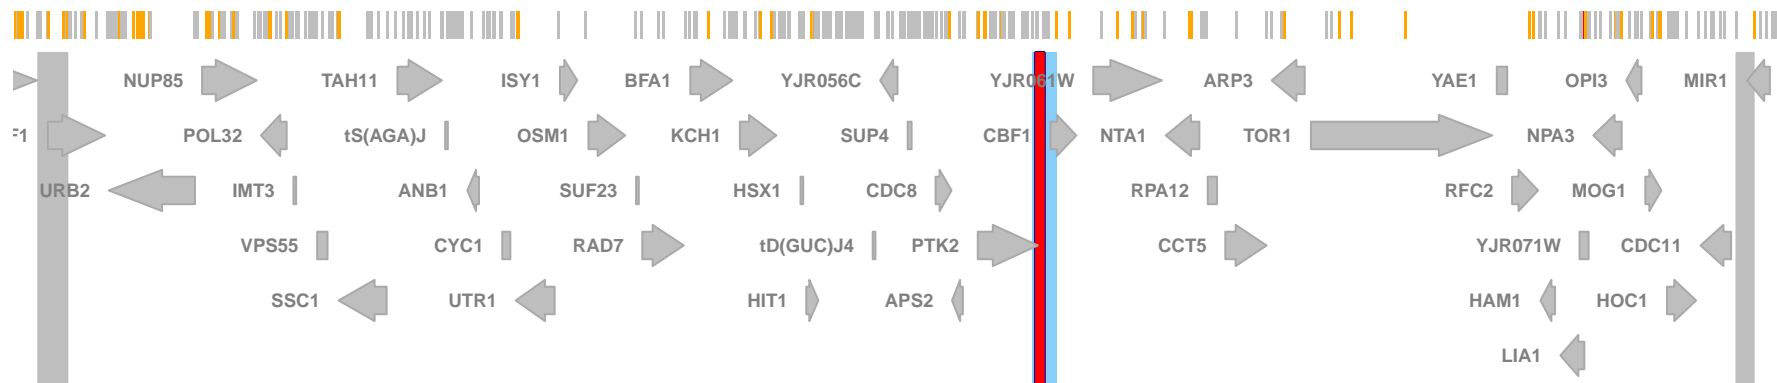 NUP85 TAH11 ISY1 BFA1 YJR056C YJR061W ARP3 YAE1 OPI3 MIR1
F1 POL32 tS(AGA)J OSM1 KCH1 SUP4 CBF1 NTA1 TOR1 NPA3
URB2 IMT3 ANB1 SUF23 HSX1 CDC8 RPA12 RFC2 MOG1
VPS55 CYC1 RAD7 tD(GUC)J4 PTK2 CCT5 YJR071W CDC11
SSC1 UTR1 HIT1 APS2 HAM1 HOC1
LIA1